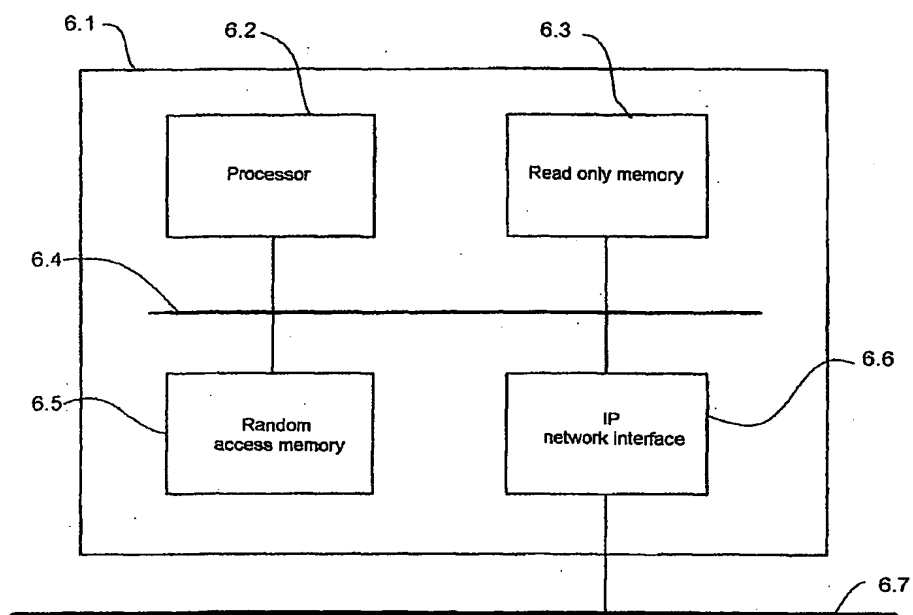 6.1
6.2
6.3
Processor
Read only memory
6.4
6.5
Random
access memory
IP
network interface
6.6
6.7